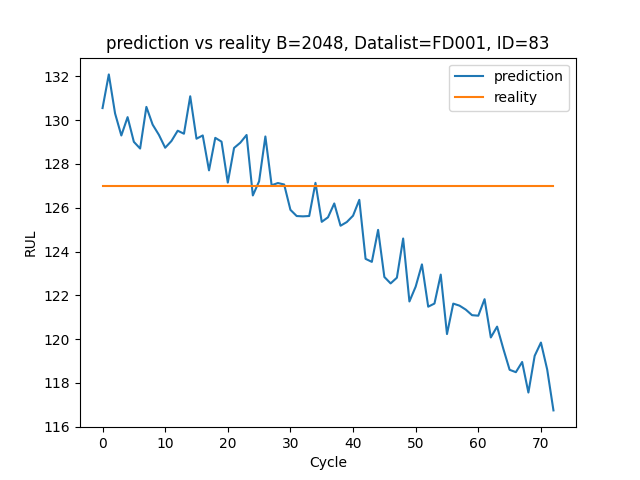 prediction vs reality B=2048, Datalist=FD001, ID=83
prediction
reality
132
130
128
126
124
122
120
118
116
RUL
0 10 20 30 40 50 60 70
Cycle